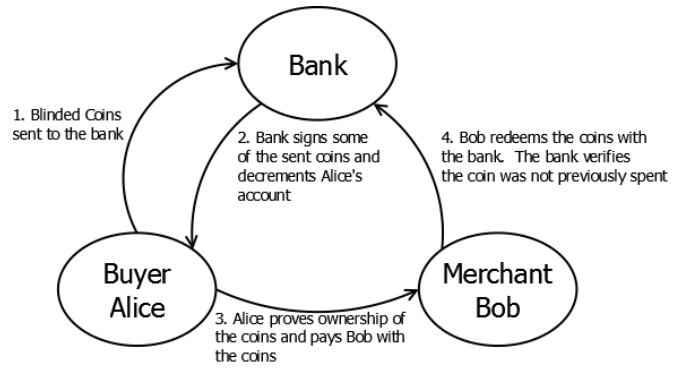 Bank
1. Blinded Coins
sent to the bank
2. Bank signs some
of the sent coins and
decrements Alice's
account
4. Bob redeems the coins with
the bank. The bank verifies
the coin was not previously spent
Buyer
Alice
Merchant
Bob
3. Alice proves ownership of
the coins and pays Bob with
the coins